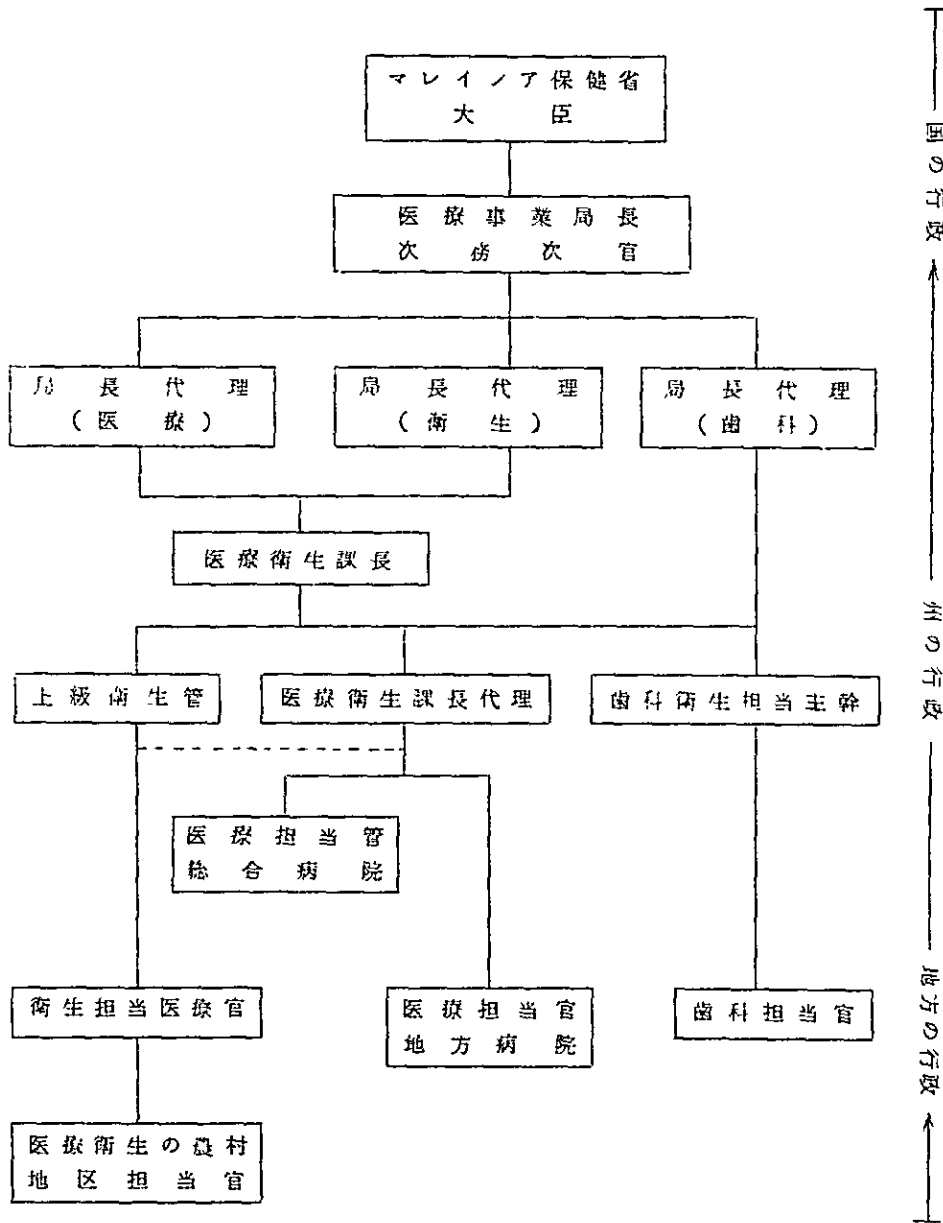 マレイノア保健省
大臣
医療事業局長
次務次官
局長代理
（医療）
局長代理
（衛生）
局長代理
（歯科）
医療衛生課長
上級衛生管
医療衛生課長代理
歯科衛生担当主幹
医療担当管
総合病院
衛生担当医療官
医療担当官
地方病院
歯科担当官
医療衛生の農村
地区担当官
国の行政
州の行政
地方の行政